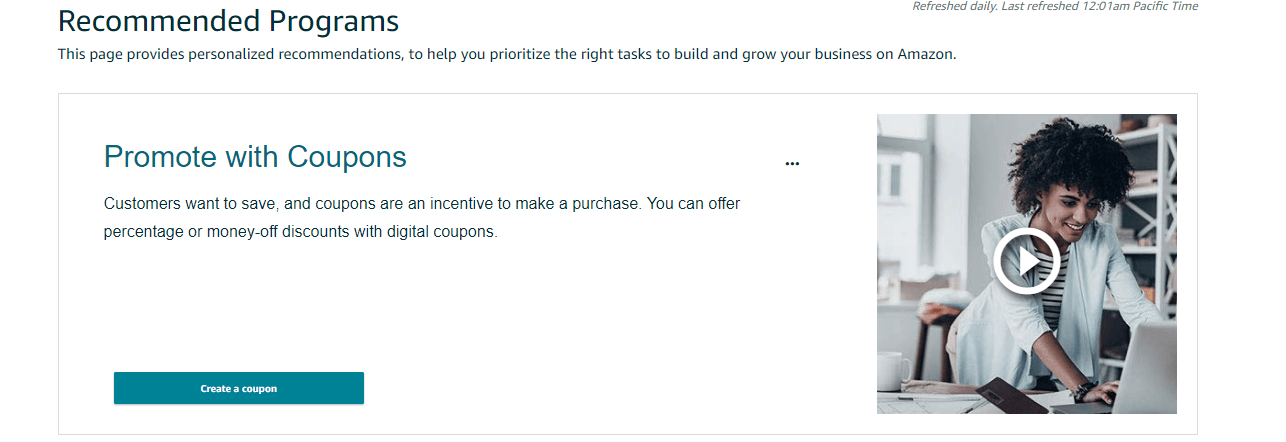 Refreshed daily. Last refreshed 12:01am Pacific Time
Recommended Programs
This page provides personalized recommendations, to help you prioritize the right tasks to build and grow your business on Amazon.
Promote with Coupons
...
Customers want to save, and coupons are an incentive to make a purchase. You can offer
percentage or money-off discounts with digital coupons.
Create a coupon